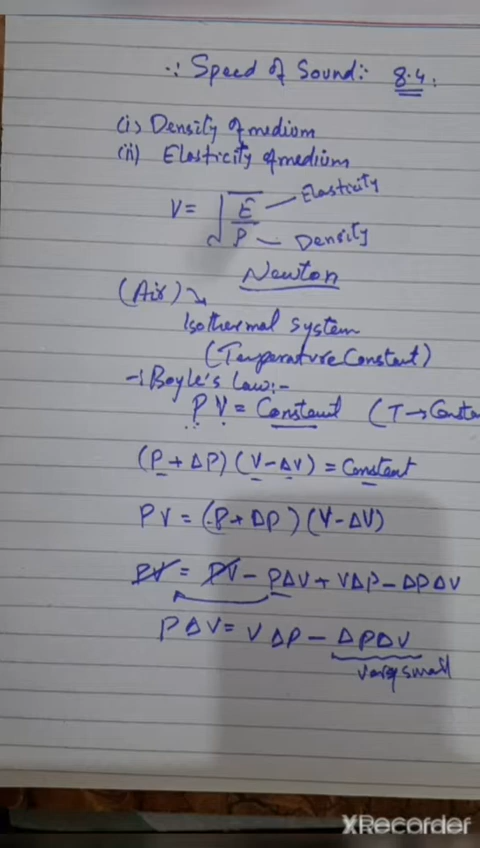 ∴ Speed of Sound:- 8.4.
(i) Density of medium
(ii) Elasticity of medium
V = √E/ρ Elasticity
Density
Newton
(Air)
Isothermal system
(Temperature Constant)
→ Boyle's Law:-
P V = Constant (T → Consta
(P + ΔP) (V - ΔV) = Constant
PV = (P + ΔP) (V - ΔV)
PV = PV - PΔV + VΔP - ΔPΔV
PΔV = VΔP - ΔPΔV
very small
XRecorder